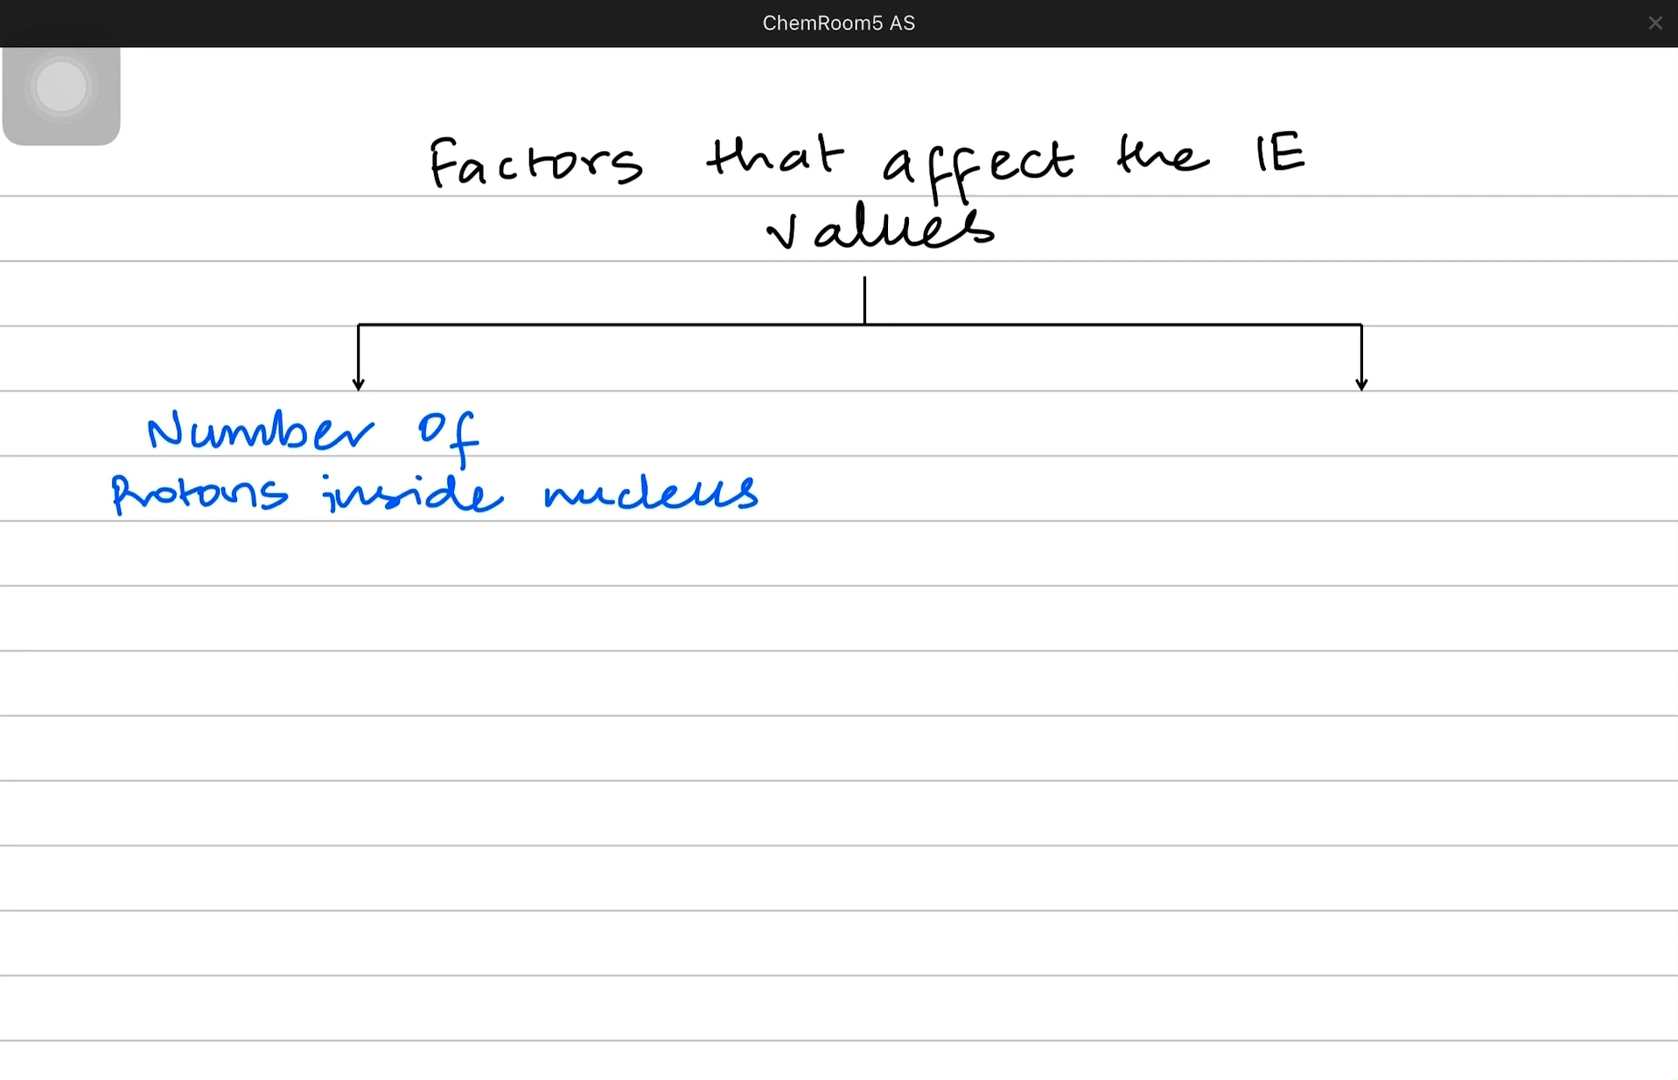 ChemRoom5 AS
Factors that affect the IE
values
Number of
Protons inside nucleus